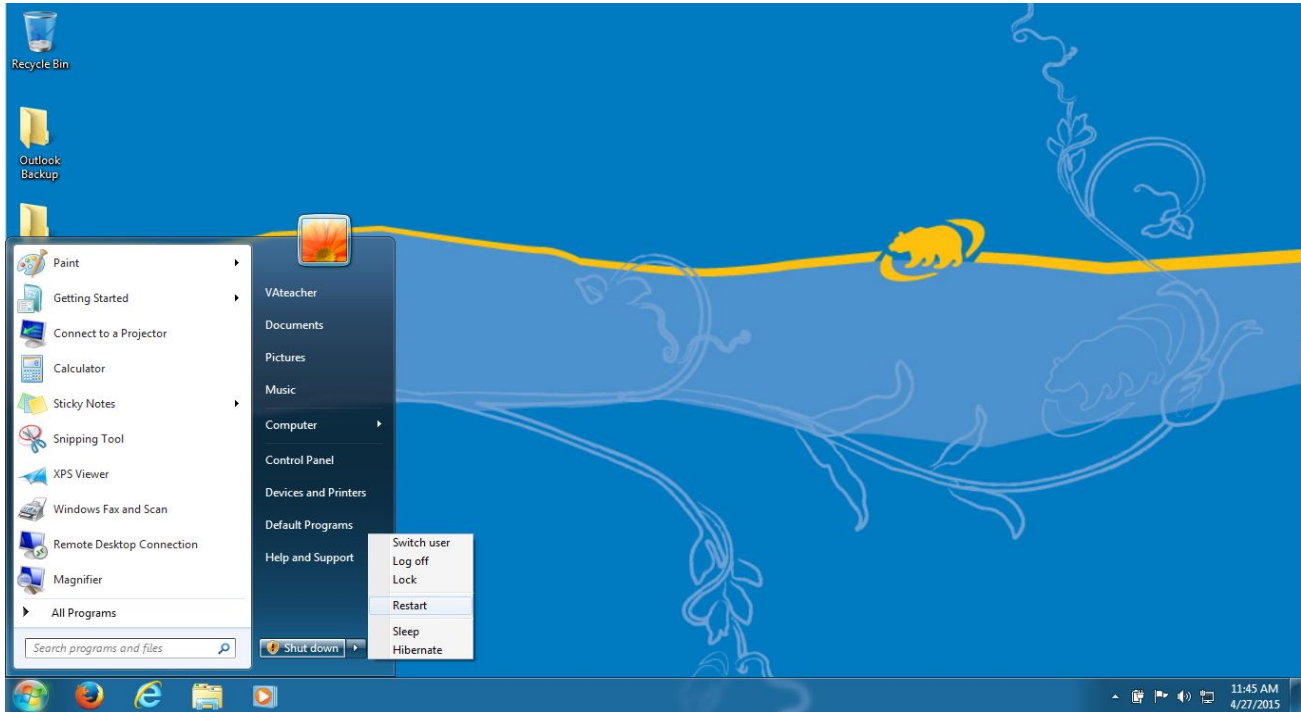 Recycle Bin
Outlook
Backup
Paint
Getting Started
Connect to a Projector
Calculator
Sticky Notes
Snipping Tool
XPS Viewer
Windows Fax and Scan
Remote Desktop Connection
Magnifier
All Programs
Search programs and files
VAteacher
Documents
Pictures
Music
Computer
Control Panel
Devices and Printers
Default Programs
Help and Support
Shut down
Switch user
Log off
Lock
Restart
Sleep
Hibernate
11:45 AM
4/27/2015